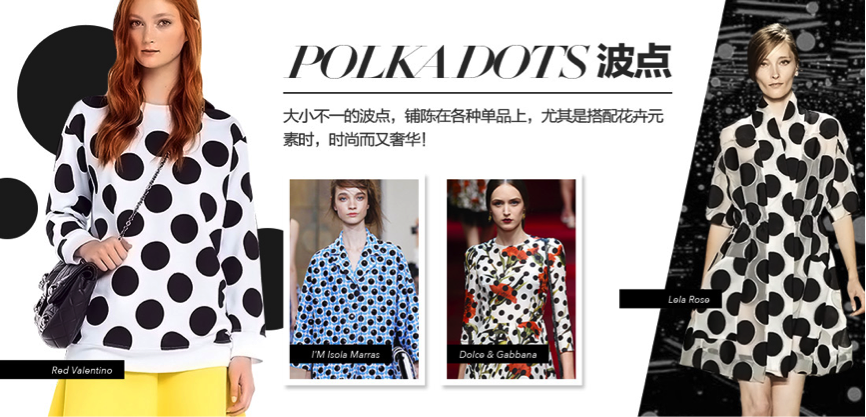 POLKA DOTS 波点
大小不一的波点，铺陈在各种单品上，尤其是搭配花卉元
素时，时尚而又奢华！
Lela Rose
I'M Isola Marras
Dolce & Gabbana
Red Valentino